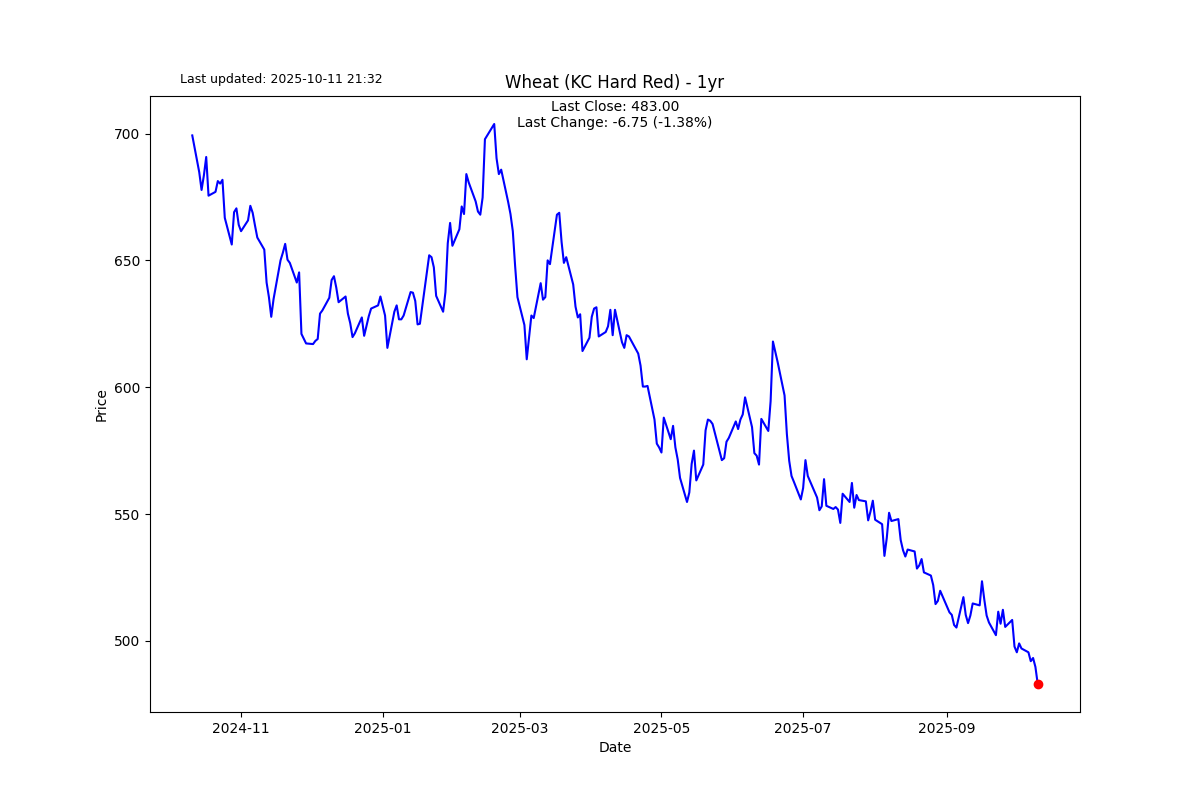 Last updated: 2025-10-11 21:32
Wheat (KC Hard Red) - 1yr
Last Close: 483.00
Last Change: -6.75 (-1.38%)
700
650
600
550
500
Price
2024-11
2025-01
2025-03
2025-05
2025-07
2025-09
Date